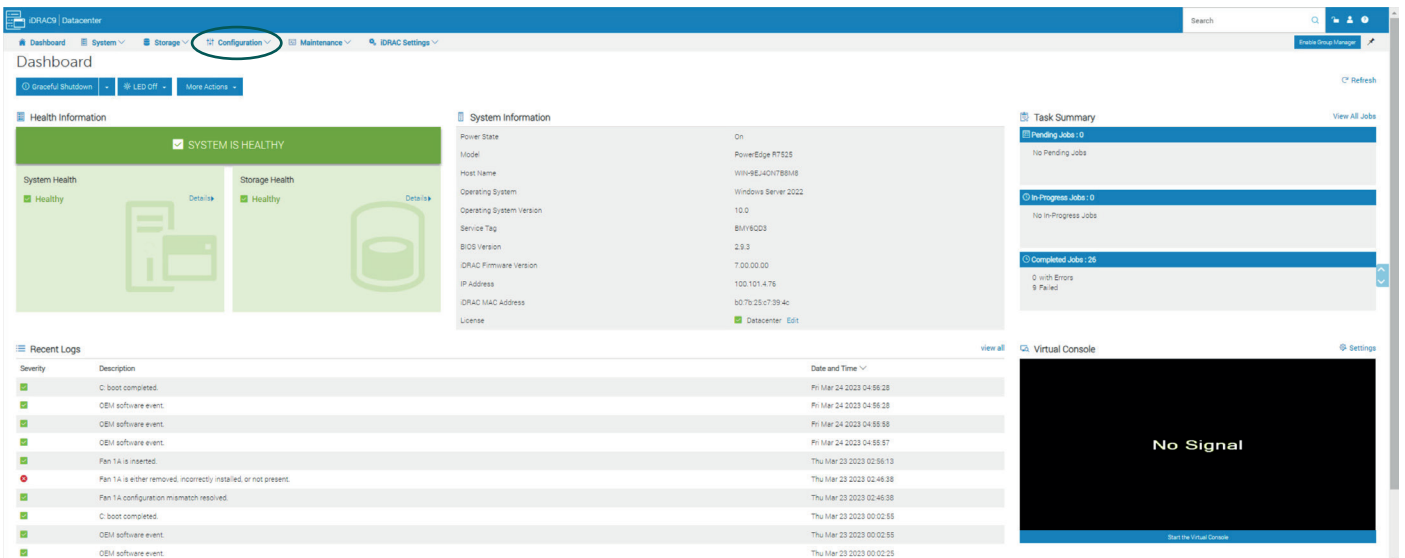 iDRAC9 | Datacenter
Search
Dashboard System Storage Configuration Maintenance iDRAC Settings
Enable Group Manager
Dashboard
Graceful Shutdown LED Off More Actions
Refresh
Health Information
SYSTEM IS HEALTHY
System Health
Healthy
Details
Storage Health
Healthy
Details
System Information
Power State On
Model PowerEdge R7525
Host Name WIN-9EJ4ON7B8M8
Operating System Windows Server 2022
Operating System Version 10.0
Service Tag BMY6QD3
BIOS Version 2.9.3
iDRAC Firmware Version 7.00.00.00
IP Address 100.101.4.76
iDRAC MAC Address b0:7b:25:c7:39:4c
License Datacenter Edit
Task Summary
View All Jobs
Pending Jobs : 0
No Pending Jobs
In-Progress Jobs : 0
No In-Progress Jobs
Completed Jobs : 26
0 with Errors
9 Failed
Recent Logs
view all
Severity Description Date and Time
C: boot completed. Fri Mar 24 2023 04:56:28
OEM software event. Fri Mar 24 2023 04:56:28
OEM software event. Fri Mar 24 2023 04:55:58
OEM software event. Fri Mar 24 2023 04:55:57
Fan 1A is inserted. Thu Mar 23 2023 02:56:13
Fan 1A is either removed, incorrectly installed, or not present. Thu Mar 23 2023 02:46:38
Fan 1A configuration mismatch resolved. Thu Mar 23 2023 02:46:38
C: boot completed. Thu Mar 23 2023 00:02:55
OEM software event. Thu Mar 23 2023 00:02:55
OEM software event. Thu Mar 23 2023 00:02:25
Virtual Console
Settings
No Signal
Start the Virtual Console